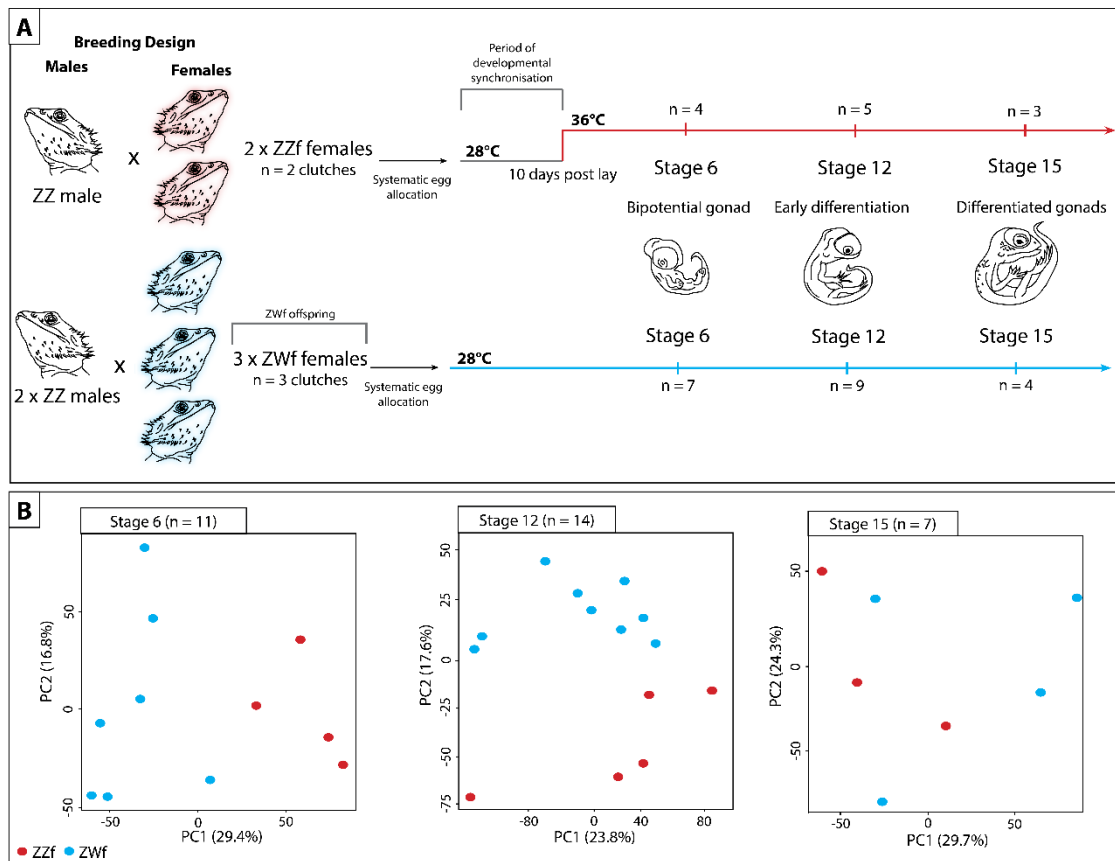 A
Breeding Design
Males
Females
ZZ male
x
2 x ZZf females
n = 2 clutches
Systematic egg
allocation
Period of
developmental
synchronisation
28°C
36°C
10 days post lay
n = 4
n = 5
n = 3
Stage 6
Stage 12
Stage 15
Bipotential gonad
Early differentiation
Differentiated gonads
2 x ZZ males
x
ZWf offspring
3 x ZWf females
n = 3 clutches
Systematic egg
allocation
28°C
Stage 6
Stage 12
Stage 15
n = 7
n = 9
n = 4
B
Stage 6 (n = 11)
PC2 (16.8%)
50
0
-50
-50
0
50
PC1 (29.4%)
Stage 12 (n = 14)
PC2 (17.6%)
50
25
0
-25
-50
-75
-80
0
40
80
PC1 (23.8%)
Stage 15 (n = 7)
PC2 (24.3%)
50
0
-50
-50
0
50
PC1 (29.7%)
ZZf
ZWf